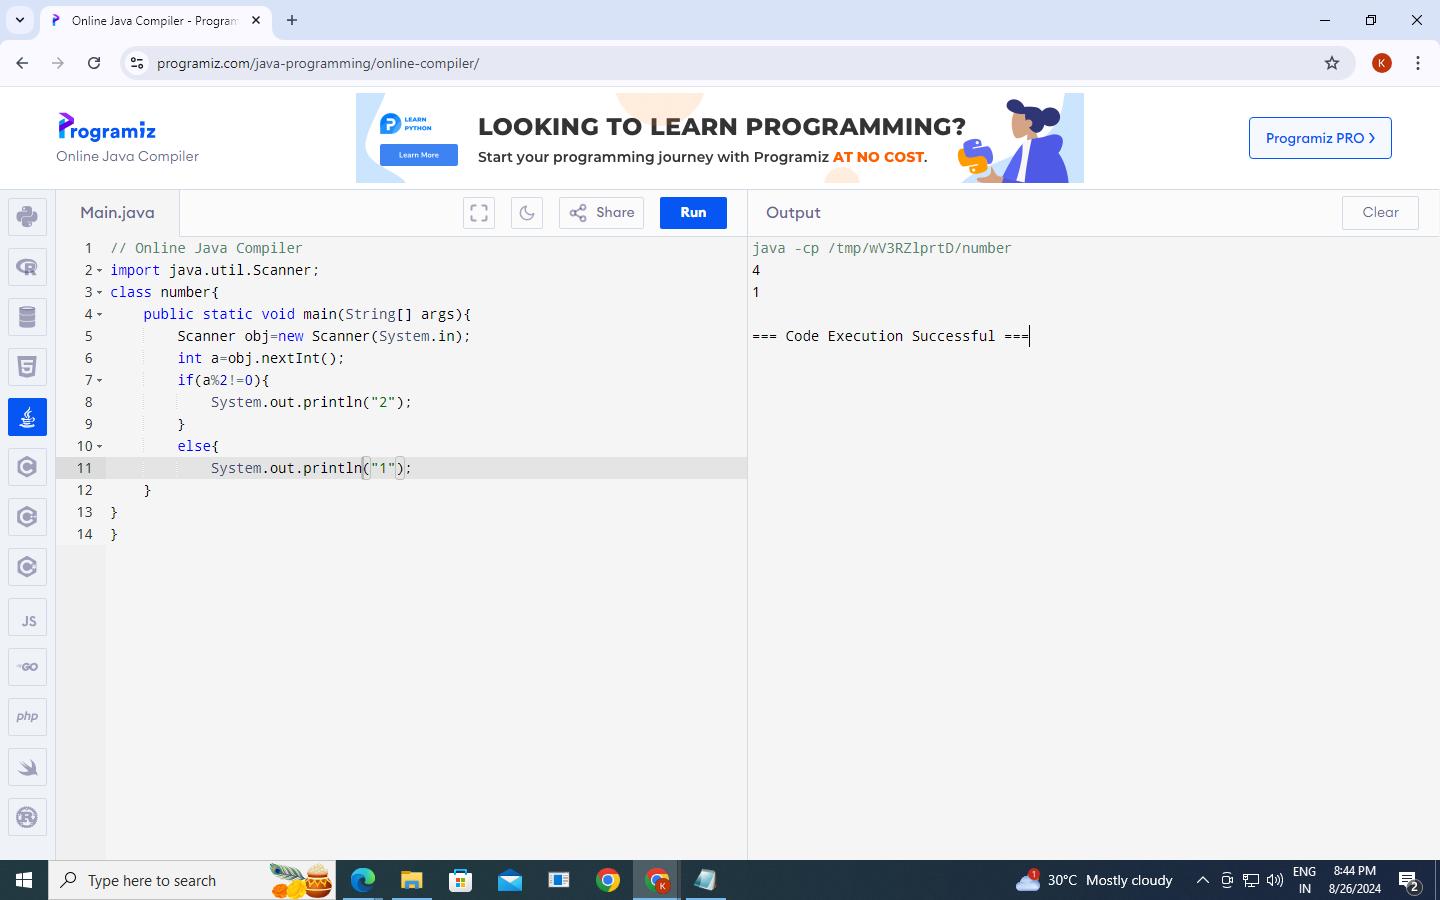 Online Java Compiler - Program
programiz.com/java-programming/online-compiler/
K
Programiz
Online Java Compiler
LEARN
PYTHON
Learn More
LOOKING TO LEARN PROGRAMMING?
Start your programming journey with Programiz AT NO COST.
Programiz PRO
Main.java
Share
Run
Output
Clear
1 // Online Java Compiler
2 import java.util.Scanner;
3 class number{
4     public static void main(String[] args){
5         Scanner obj=new Scanner(System.in);
6         int a=obj.nextInt();
7         if(a%2!=0){
8             System.out.println("2");
9         }
10         else{
11             System.out.println("1");
12     }
13 }
14 }
java -cp /tmp/wV3RZlprtD/number
4
1
=== Code Execution Successful ===
JS
GO
php
Type here to search
K
1
30°C Mostly cloudy
ENG
IN
8:44 PM
8/26/2024
2